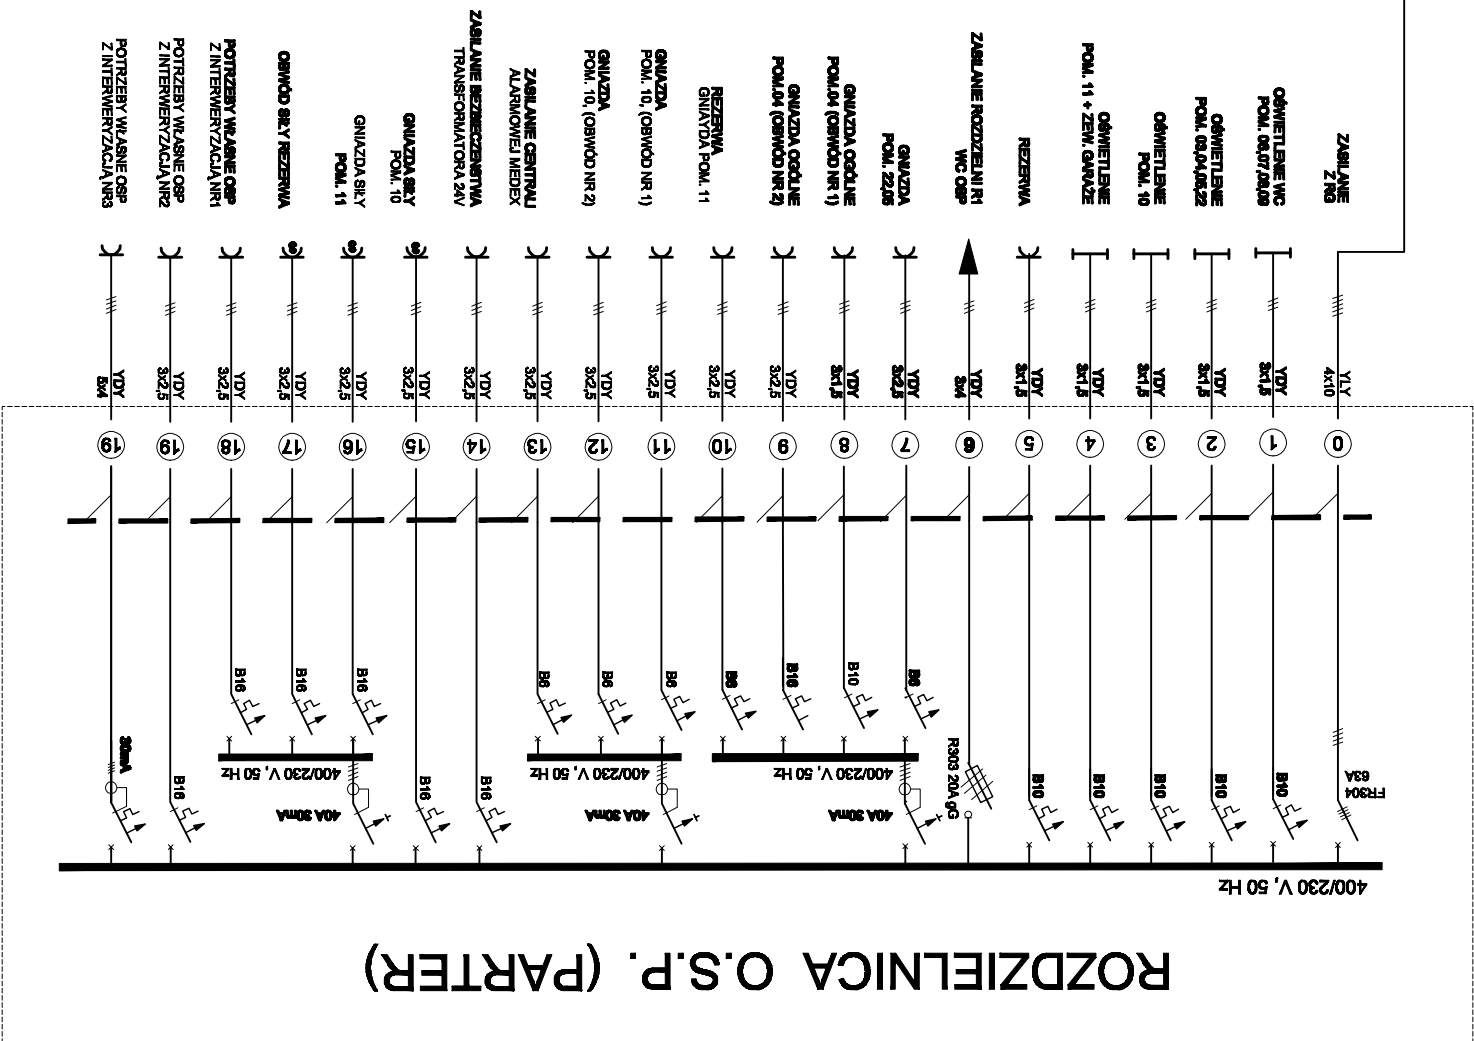 ROZDZIELNICA O.S.P. (PARTER)
400/230 V, 50 Hz
ZASILANIE
Z RG
YLY
4x10
0
FR304
63A
OŚWIETLENIE WC
POM. 06,07,08,09
YDY
3x1,5
1
B10
OŚWIETLENIE
POM. 03,04,05,22
YDY
3x1,5
2
B10
OŚWIETLENIE
POM. 10
YDY
3x1,5
3
B10
OŚWIETLENIE
POM. 11 + ZEW. GARAŻE
YDY
3x1,5
4
B10
REZERWA
YDY
3x1,5
5
B10
ZASILANIE ROZDZIELNI R1
WC OSP
YDY
3x4
6
R303 20A gG
GNIAZDA
POM. 22,05
YDY
3x2,5
7
B6
GNIAZDA OGÓLNE
POM.04 (OBWÓD NR 1)
YDY
3x1,5
8
B10
GNIAZDA OGÓLNE
POM.04 (OBWÓD NR 2)
YDY
3x2,5
9
B16
REZERWA
GNIAYDA POM. 11
YDY
3x2,5
10
B6
400/230 V, 50 Hz
40A 30mA
GNIAZDA
POM. 10, (OBWÓD NR 1)
YDY
3x2,5
11
B6
GNIAZDA
POM. 10, (OBWÓD NR 2)
YDY
3x2,5
12
B6
ZASILANIE CENTRALI
ALARMOWEJ MEDEX
YDY
3x2,5
13
B6
400/230 V, 50 Hz
40A 30mA
ZASILANIE BEZPIECZEŃSTWA
TRANSFORMATORA 24V
YDY
3x2,5
14
B16
GNIAZDA SIŁY
POM. 10
YDY
3x2,5
15
B16
GNIAZDA SIŁY
POM. 11
YDY
3x2,5
16
B16
OBWÓD SIŁY REZERWA
YDY
3x2,5
17
B16
POTRZEBY WŁASNE OSP
Z INTERWERYZACJĄ NR1
YDY
3x2,5
18
B16
400/230 V, 50 Hz
40A 30mA
POTRZEBY WŁASNE OSP
Z INTERWERYZACJĄ NR2
YDY
3x2,5
19
B16
POTRZEBY WŁASNE OSP
Z INTERWERYZACJĄ NR3
YDY
5x4
19
30mA